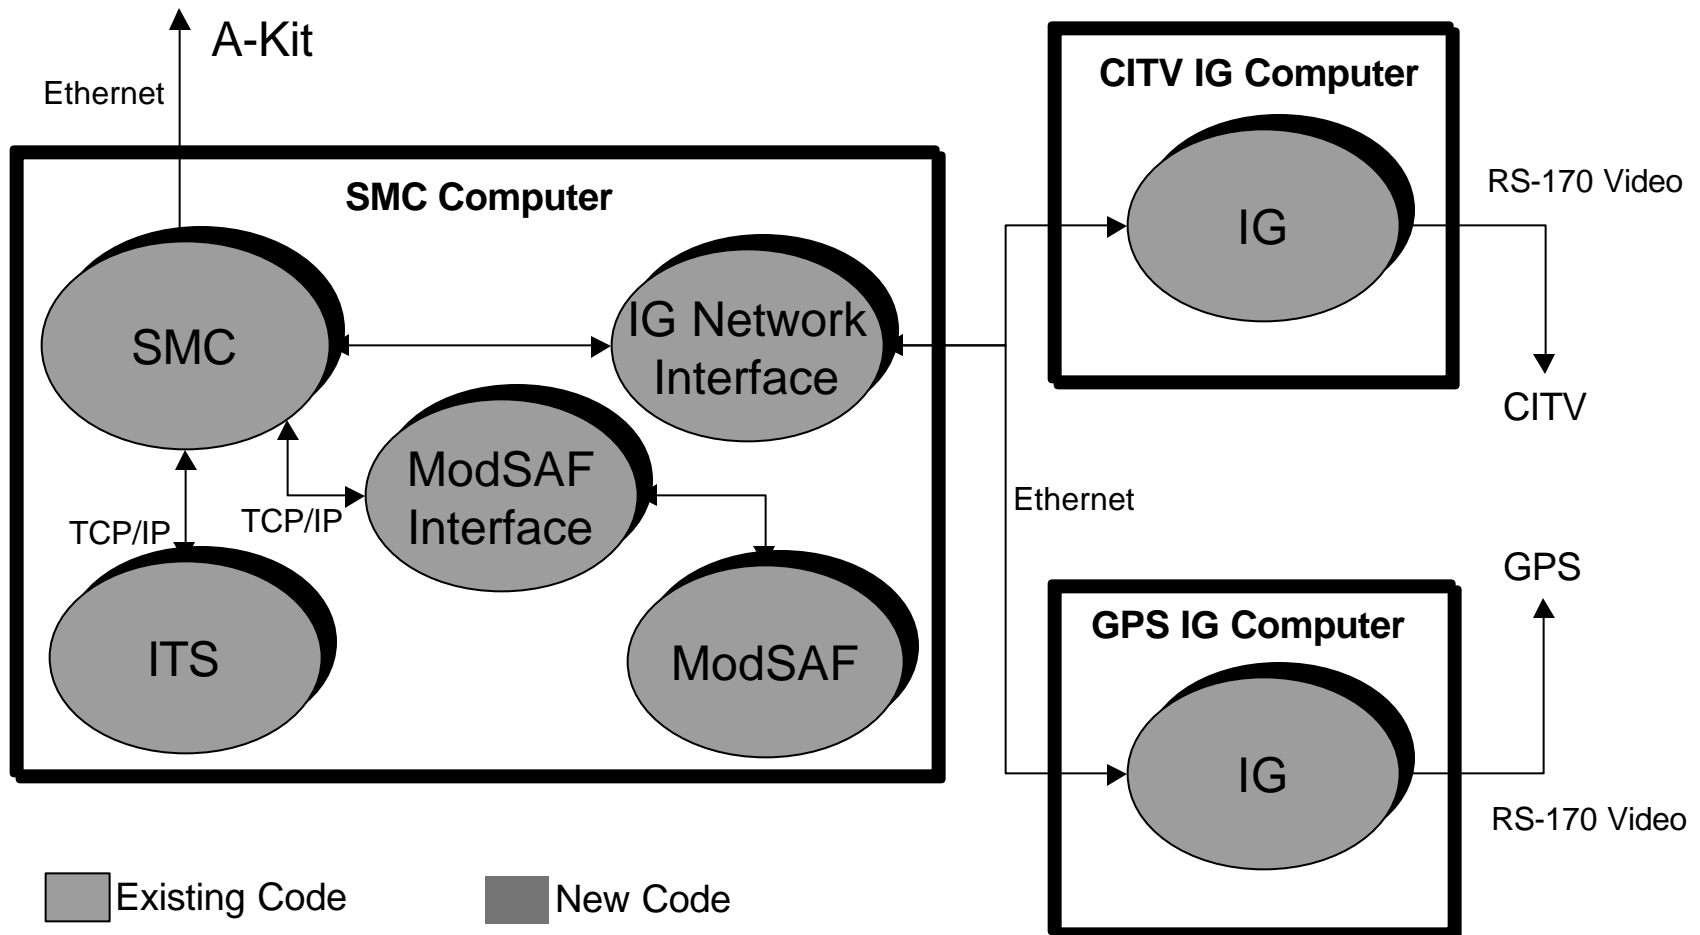 A-Kit
Ethernet
SMC Computer
SMC
IG Network
Interface
ModSAF
Interface
TCP/IP
TCP/IP
ITS
ModSAF
CITV IG Computer
IG
RS-170 Video
CITV
Ethernet
GPS
GPS IG Computer
IG
RS-170 Video
Existing Code
New Code